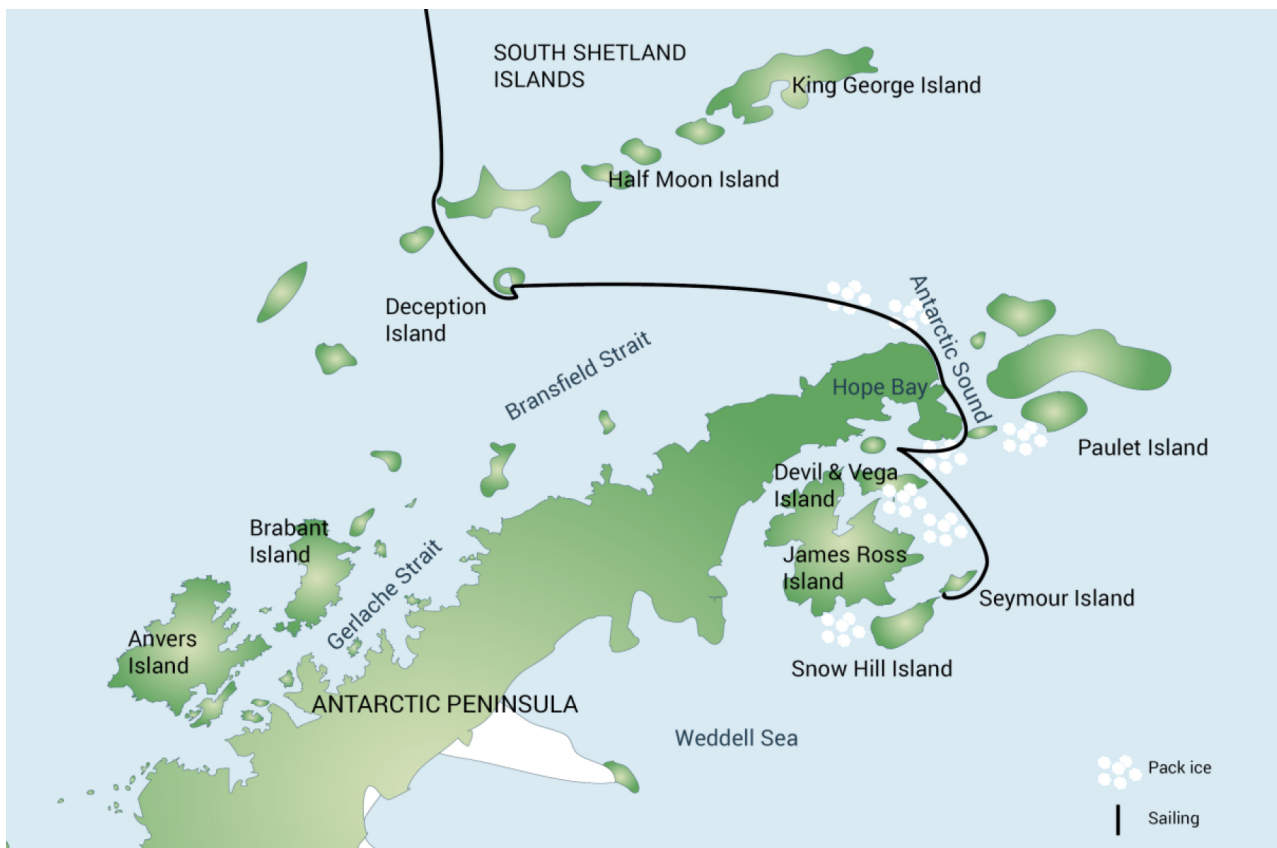 SOUTH SHETLAND
ISLANDS
King George Island
Half Moon Island
Deception
Island
Antarctic Sound
Bransfield Strait
Hope Bay
Paulet Island
Devil & Vega
Island
Brabant
Island
James Ross
Island
Gerlache Strait
Seymour Island
Anvers
Island
Snow Hill Island
ANTARCTIC PENINSULA
Weddell Sea
Pack ice
Sailing